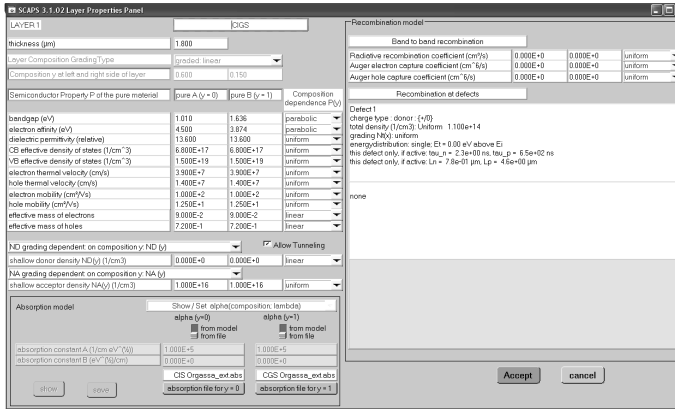 SCAPS 3.1.02 Layer Properties Panel
LAYER 1 CIGS
thickness (µm) 1.800
Layer Composition Grading Type graded: linear
Composition y at left and right side of layer 0.600 0.150
Semiconductor Property P of the pure material pure A (y = 0) pure B (y = 1) Composition
dependence P(y)
bandgap (eV) 1.010 1.636 parabolic
electron affinity (eV) 4.500 3.874 parabolic
dielectric permittivity (relative) 13.600 13.600 uniform
CB effective density of states (1/cm^3) 6.800E+17 6.800E+17 uniform
VB effective density of states (1/cm^3) 1.500E+19 1.500E+19 uniform
electron thermal velocity (cm/s) 3.900E+7 3.900E+7 uniform
hole thermal velocity (cm/s) 1.400E+7 1.400E+7 uniform
electron mobility (cm²/Vs) 1.000E+2 1.000E+2 uniform
hole mobility (cm²/Vs) 1.250E+1 1.250E+1 uniform
effective mass of electrons 9.000E-2 9.000E-2 linear
effective mass of holes 7.200E-1 7.200E-1 linear
ND grading dependent on composition y: ND (y) Allow Tunneling
shallow donor density ND(y) (1/cm3) 0.000E+0 0.000E+0 linear
NA grading dependent on composition y: NA (y)
shallow acceptor density NA(y) (1/cm3) 1.000E+16 1.000E+16 uniform
Absorption model Show / Set alpha(composition, lambda)
alpha (y=0) alpha (y=1)
from model from model
from file from file
absorption constant A (1/cm eV^(½)) 1.000E+5 1.000E+5
absorption constant B (eV^(½)/cm) 0.000E+0 0.000E+0
CIS Orgassa_ext.abs CGS Orgassa_ext.abs
show save absorption file for y = 0 absorption file for y = 1
Recombination model
Band to band recombination
Radiative recombination coefficient (cm³/s) 0.000E+0 0.000E+0 uniform
Auger electron capture coefficient (cm^6/s) 0.000E+0 0.000E+0 uniform
Auger hole capture coefficient (cm^6/s) 0.000E+0 0.000E+0 uniform
Recombination at defects
Defect 1
charge type : donor : {+/0}
total density (1/cm3): Uniform 1.100e+14
grading Nt(x): uniform
energydistribution: single; Et = 0.00 eV above Ei
this defect only, if active: tau_n = 2.3e+00 ns, tau_p = 6.5e+02 ns
this defect only, if active: Ln = 7.8e-01 µm, Lp = 4.6e+00 µm
none
Accept cancel